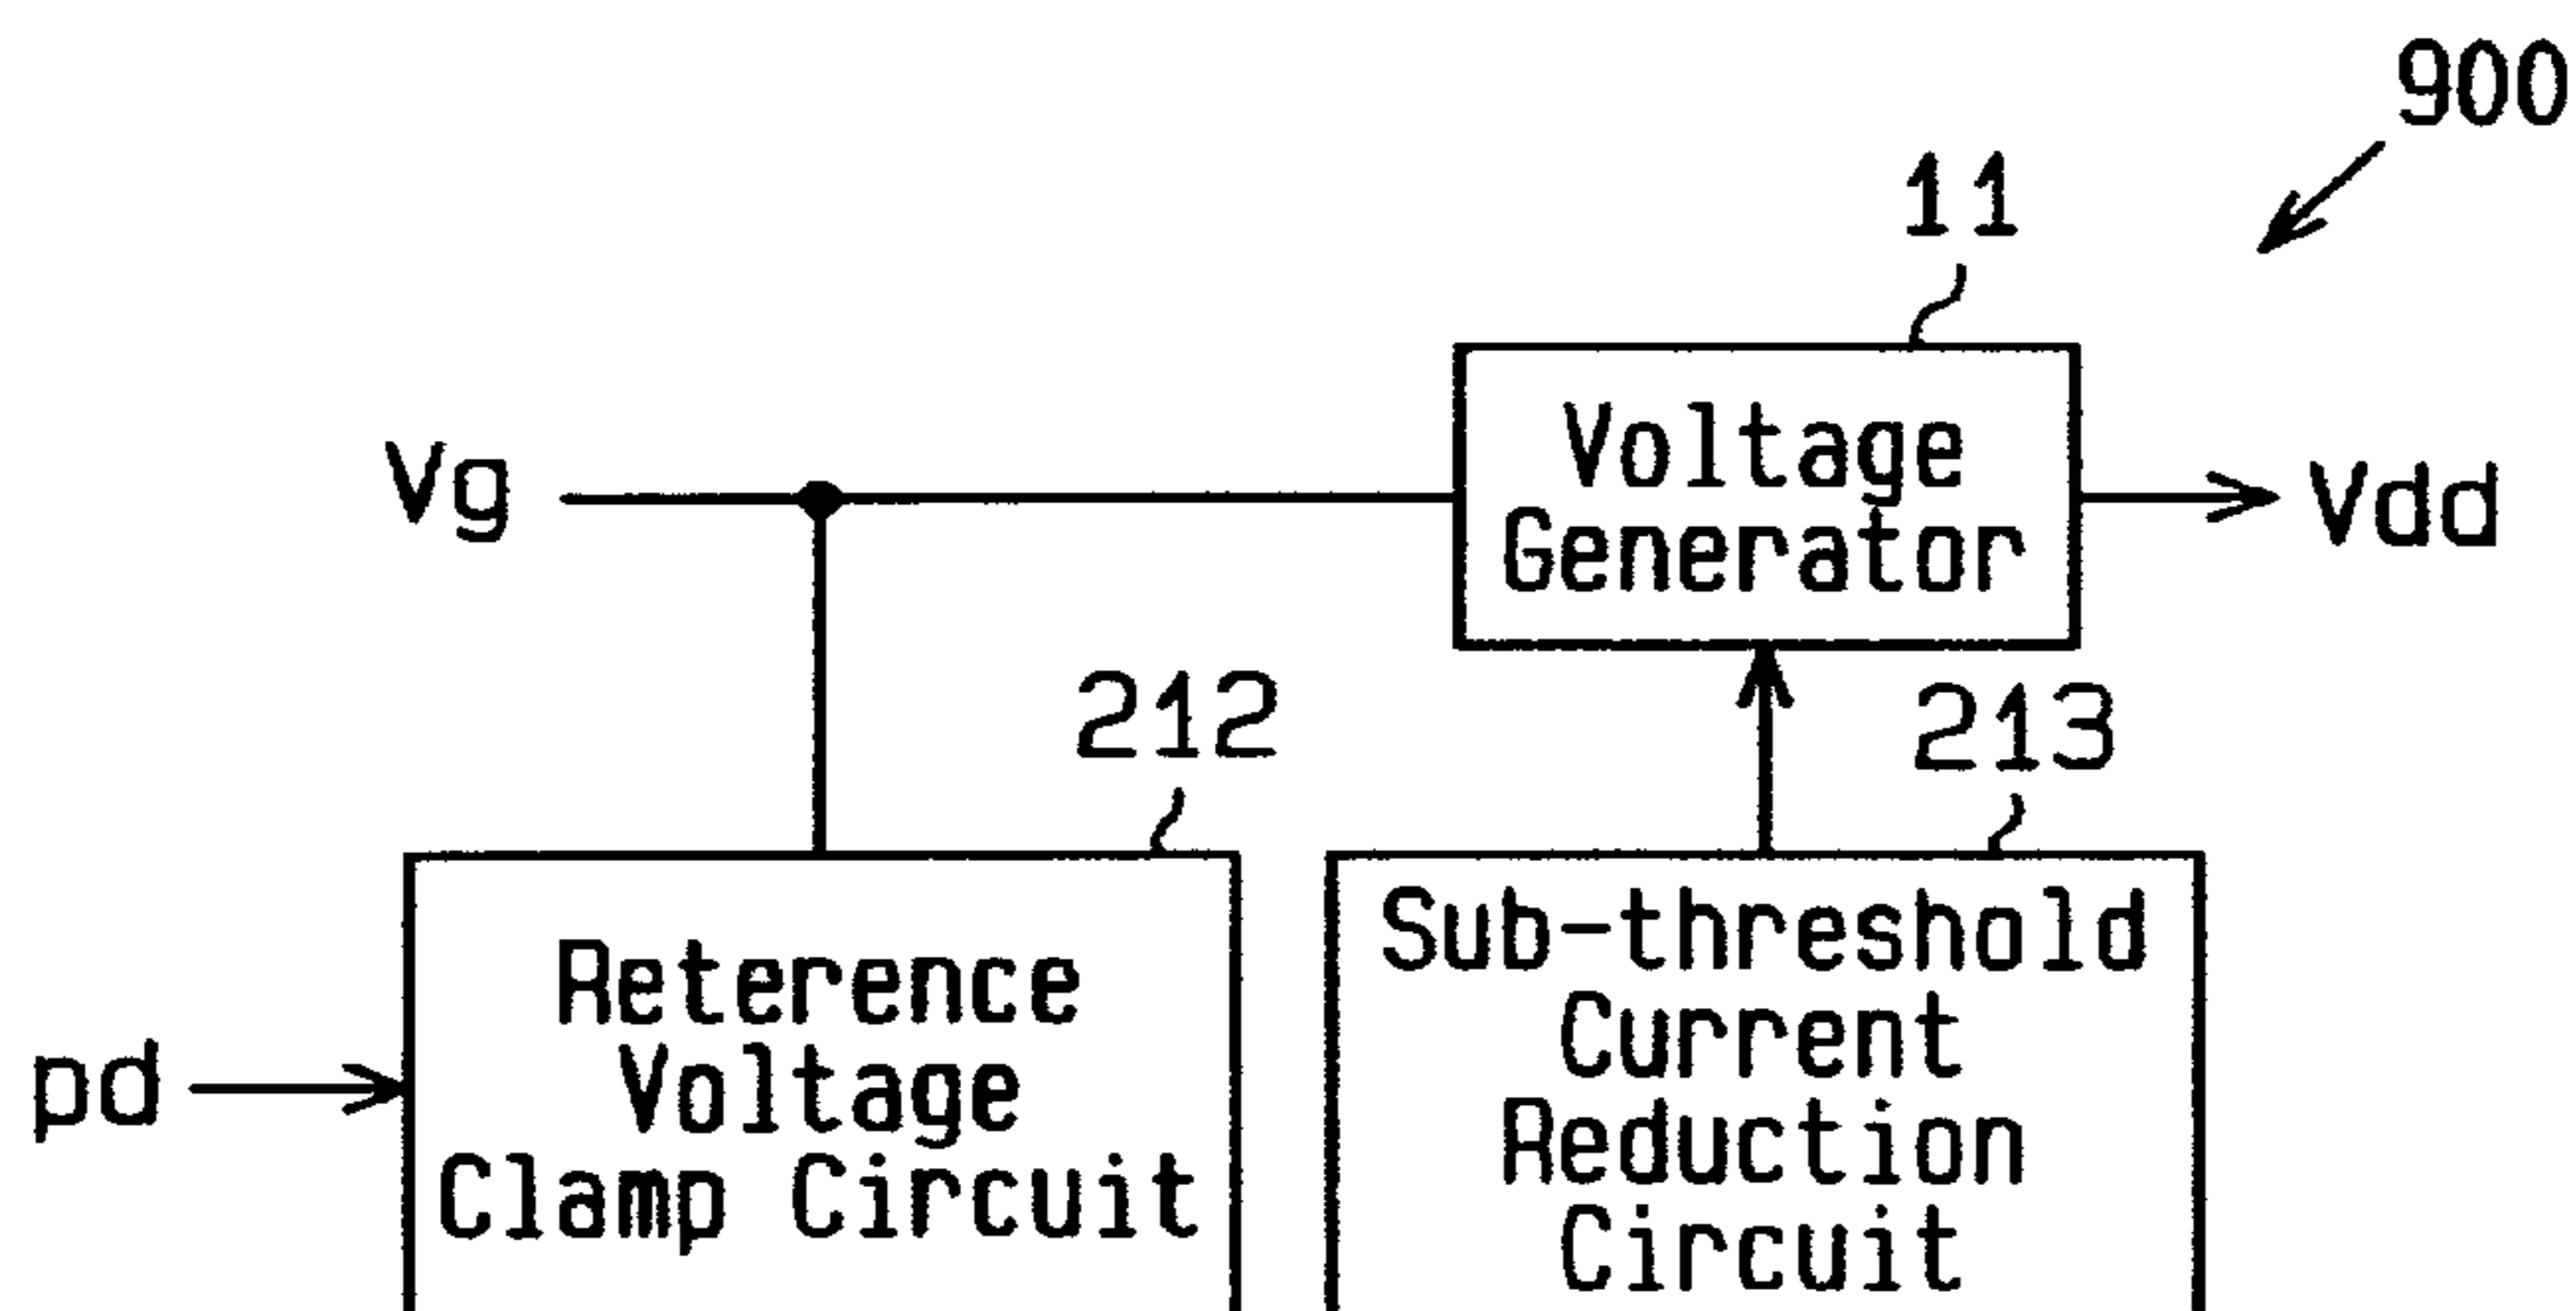 900
11
Voltage
Generator
Vg
Vdd
212
213
Reterence
Voltage
Clamp Circuit
pd
Sub-threshold
Current
Reduction
Circuit